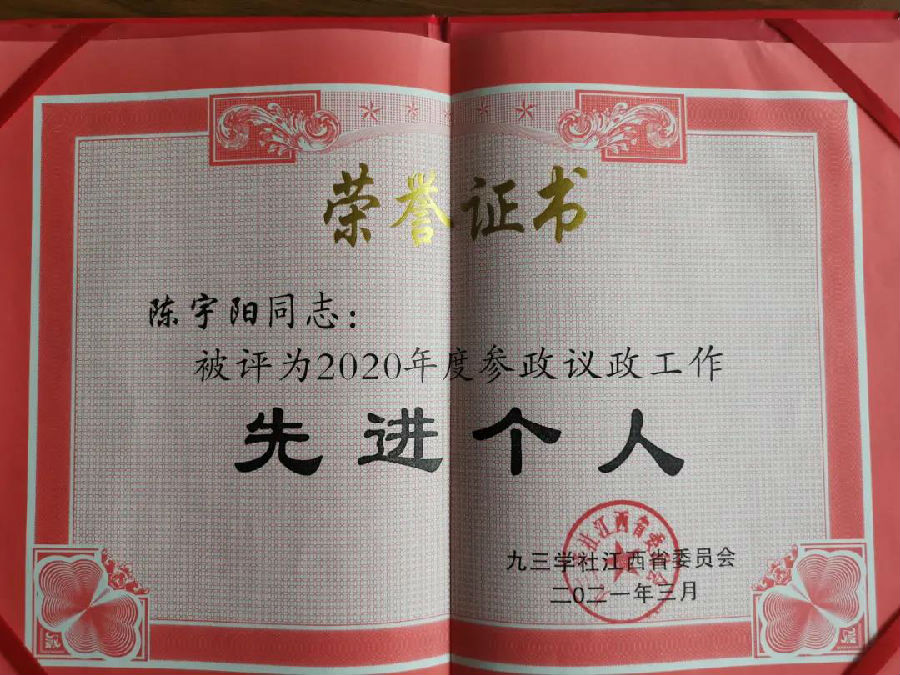 荣誉证书
陈宇阳同志：
被评为2020年度参政议政工作
先进个人
九三学社江西省委员会
二〇二一年三月